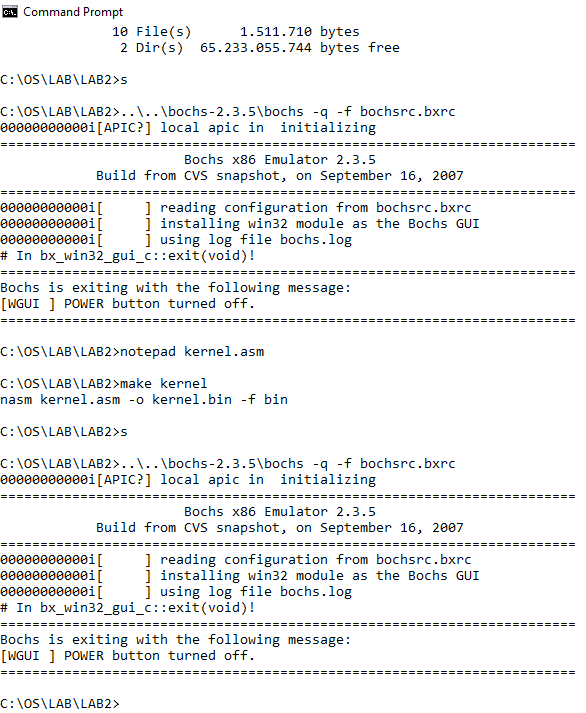 Command Prompt
10 File(s)      1.511.710 bytes
2 Dir(s)  65.233.055.744 bytes free
C:\OS\LAB\LAB2>s
C:\OS\LAB\LAB2>..\..\bochs-2.3.5\bochs -q -f bochsrc.bxrc
00000000000i[APIC?] local apic in  initializing
========================================================================
Bochs x86 Emulator 2.3.5
Build from CVS snapshot, on September 16, 2007
========================================================================
00000000000i[     ] reading configuration from bochsrc.bxrc
00000000000i[     ] installing win32 module as the Bochs GUI
00000000000i[     ] using log file bochs.log
# In bx_win32_gui_c::exit(void)!
========================================================================
Bochs is exiting with the following message:
[WGUI ] POWER button turned off.
========================================================================
C:\OS\LAB\LAB2>notepad kernel.asm
C:\OS\LAB\LAB2>make kernel
nasm kernel.asm -o kernel.bin -f bin
C:\OS\LAB\LAB2>s
C:\OS\LAB\LAB2>..\..\bochs-2.3.5\bochs -q -f bochsrc.bxrc
00000000000i[APIC?] local apic in  initializing
========================================================================
Bochs x86 Emulator 2.3.5
Build from CVS snapshot, on September 16, 2007
========================================================================
00000000000i[     ] reading configuration from bochsrc.bxrc
00000000000i[     ] installing win32 module as the Bochs GUI
00000000000i[     ] using log file bochs.log
# In bx_win32_gui_c::exit(void)!
========================================================================
Bochs is exiting with the following message:
[WGUI ] POWER button turned off.
========================================================================
C:\OS\LAB\LAB2>